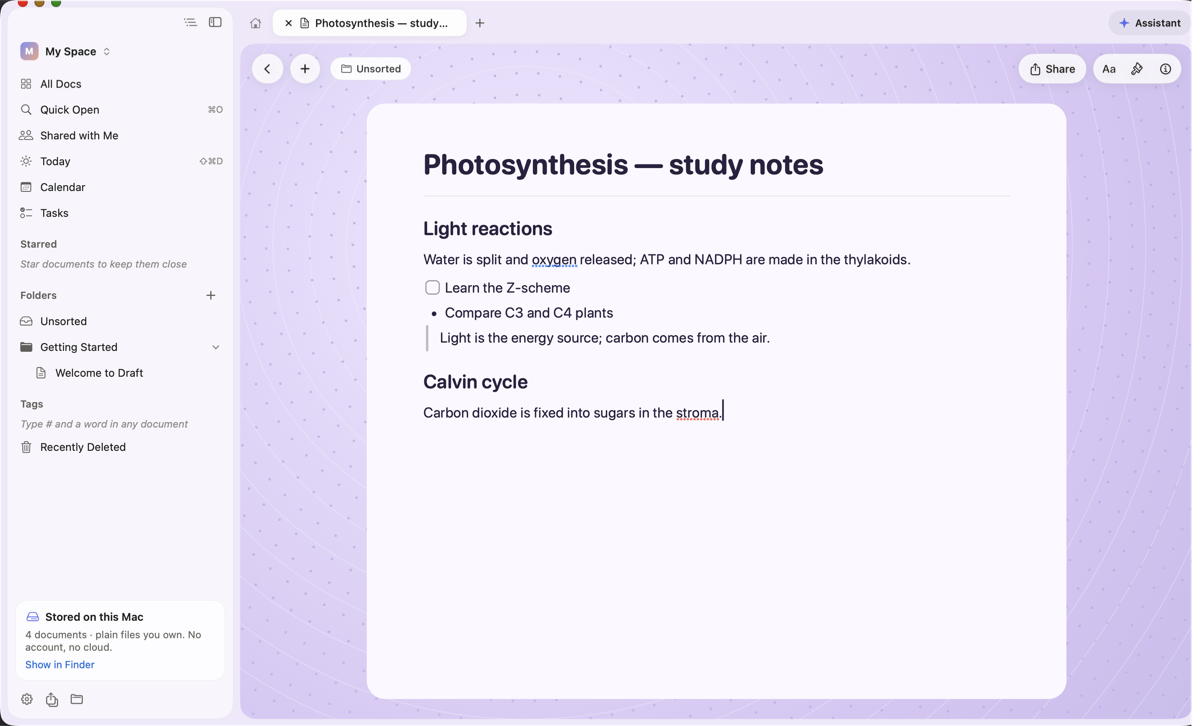 Photosynthesis — study...
Assistant
M My Space
All Docs
Quick Open ⌘O
Shared with Me
Today ⇧⌘D
Calendar
Tasks
Starred
Star documents to keep them close
Folders
Unsorted
Getting Started
Welcome to Draft
Tags
Type # and a word in any document
Recently Deleted
Stored on this Mac
4 documents · plain files you own. No
account, no cloud.
Show in Finder
Unsorted
Share
Aa
Photosynthesis — study notes
Light reactions
Water is split and oxygen released; ATP and NADPH are made in the thylakoids.
Learn the Z-scheme
• Compare C3 and C4 plants
Light is the energy source; carbon comes from the air.
Calvin cycle
Carbon dioxide is fixed into sugars in the stroma.